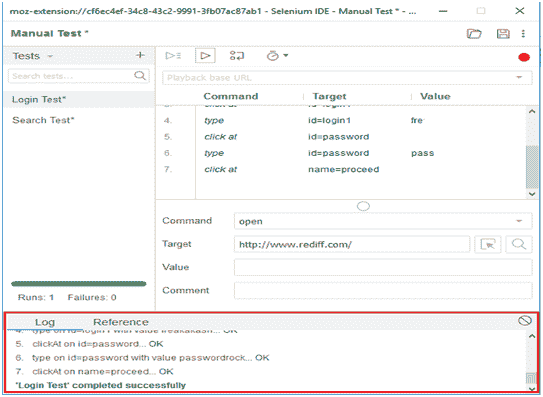 moz-extension://cf6ec4ef-34c8-43c2-9991-3fb07ac87ab1 - Selenium IDE - Manual Test * - ...
Manual Test *
Tests
Search tests...
Login Test*
Search Test*
Runs: 1 Failures: 0
Playback base URL
Command Target Value
3. click at id=login1
4. type id=login1 fre
5. click at id=password
6. type id=password pass
7. click at name=proceed
Command open
Target http://www.rediff.com/
Value
Comment
Log Reference
4. type on id=login1 with value freakakash... OK
5. clickAt on id=password... OK
6. type on id=password with value passwordrock... OK
7. clickAt on name=proceed... OK
'Login Test' completed successfully